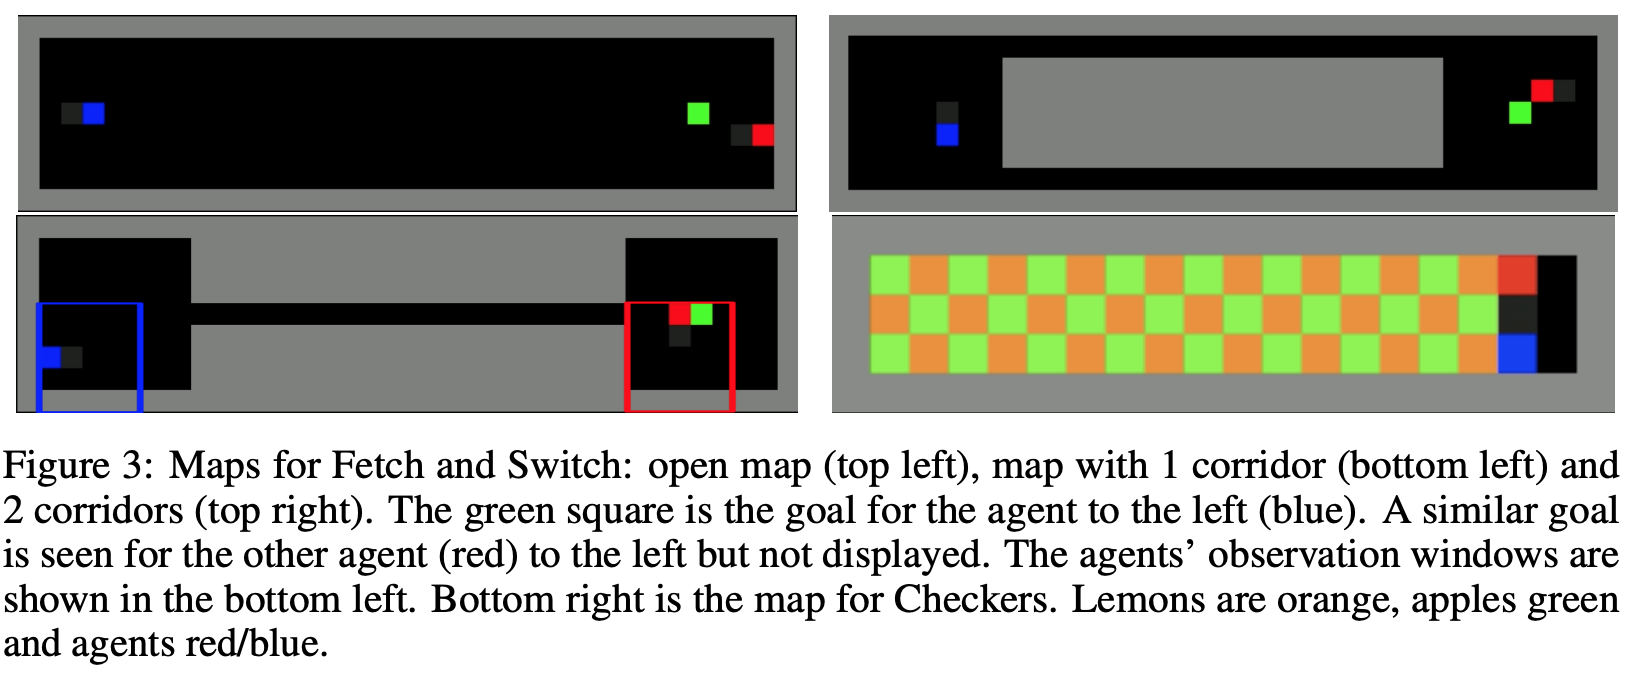 Figure 3: Maps for Fetch and Switch: open map (top left), map with 1 corridor (bottom left) and
2 corridors (top right). The green square is the goal for the agent to the left (blue). A similar goal
is seen for the other agent (red) to the left but not displayed. The agents’ observation windows are
shown in the bottom left. Bottom right is the map for Checkers. Lemons are orange, apples green
and agents red/blue.